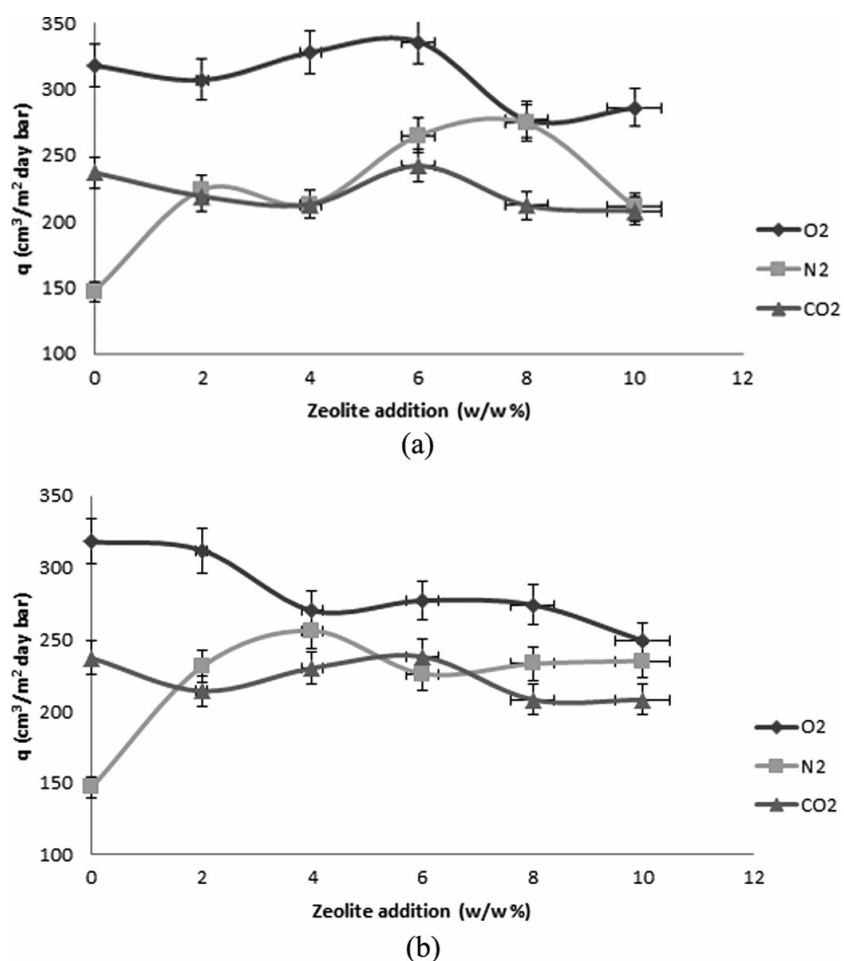 350
300
250
200
150
100
q (cm³/m² day bar)
0 2 4 6 8 10 12
Zeolite addition (w/w %)
O2
N2
CO2
(a)
350
300
250
200
150
100
q (cm³/m² day bar)
0 2 4 6 8 10 12
Zeolite addition (w/w %)
O2
N2
CO2
(b)